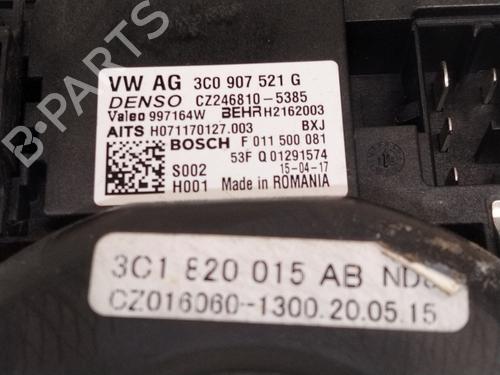 VW AG 3C0 907 521 G
DENSO CZ246810-5385
Valeo 997164W BEHR H2162003
AITS H071170127.003 BXJ
BOSCH F 011 500 081
53F Q 01291574
S002 15-04-17
H001 Made in ROMANIA
3C1 820 015 AB
CZ016060-1300.20.05.15
B-PARTS